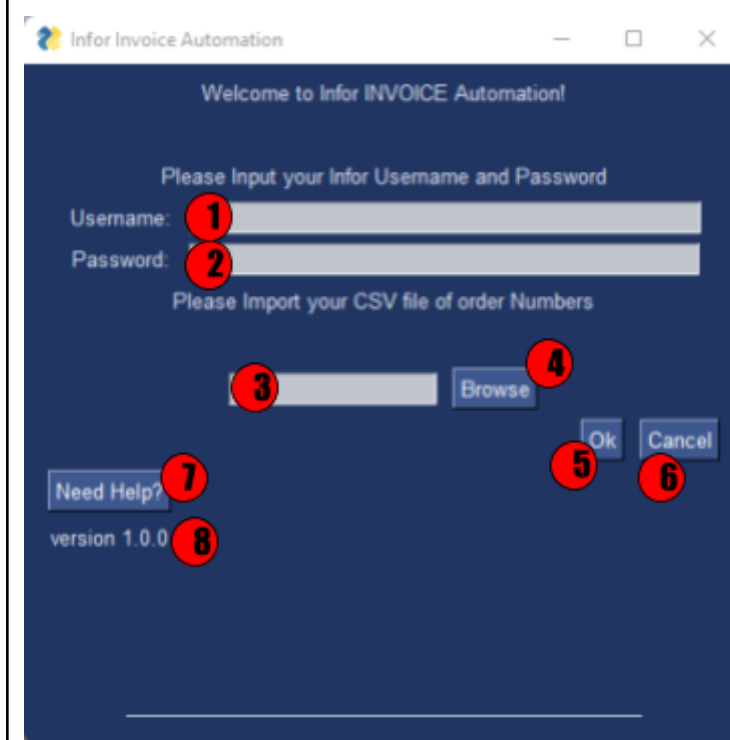 Infor Invoice Automation
Welcome to Infor INVOICE Automation!
Please Input your Infor Username and Password
Username: 1
Password: 2
Please Import your CSV file of order Numbers
3 Browse 4
Ok 5 Cancel 6
Need Help? 7
version 1.0.0 8